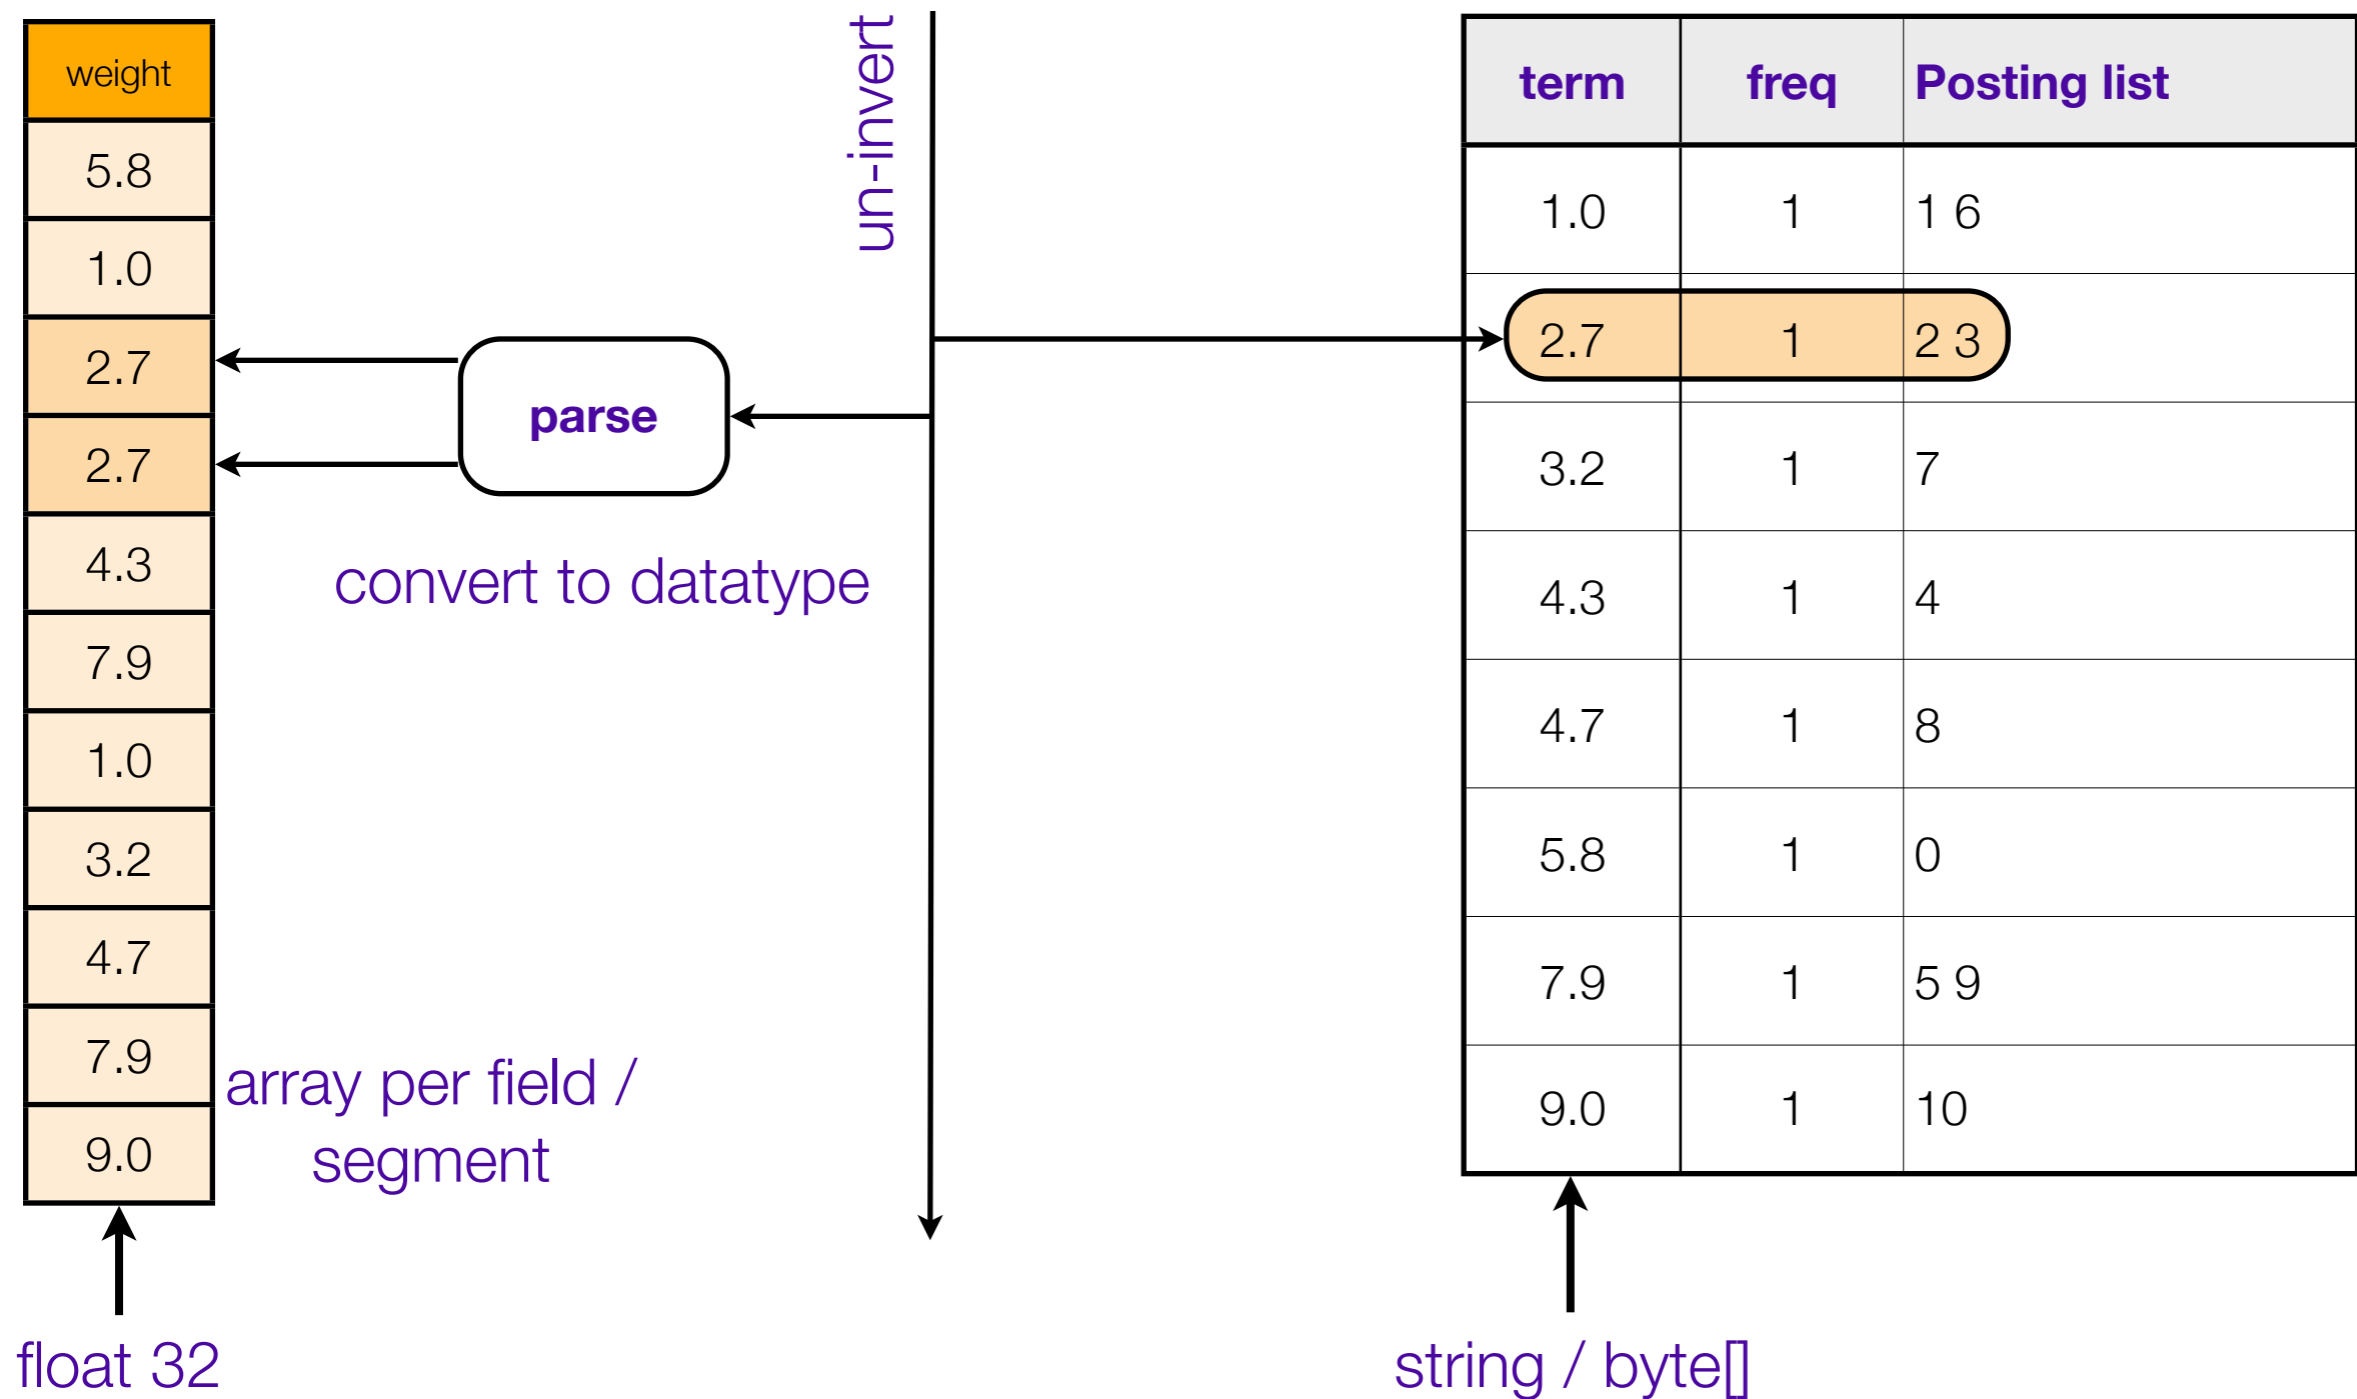 weight
5.8
1.0
2.7
2.7
4.3
7.9
1.0
3.2
4.7
7.9
9.0
float 32
array per field /
segment
parse
convert to datatype
un-invert
term freq Posting list
1.0 1 1 6
2.7 1 2 3
3.2 1 7
4.3 1 4
4.7 1 8
5.8 1 0
7.9 1 5 9
9.0 1 10
string / byte[]